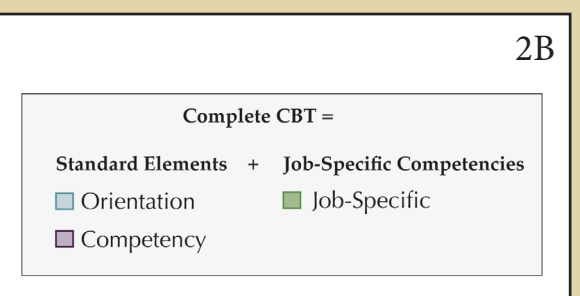 2B
Complete CBT =
Standard Elements + Job-Specific Competencies
Orientation Job-Specific
Competency